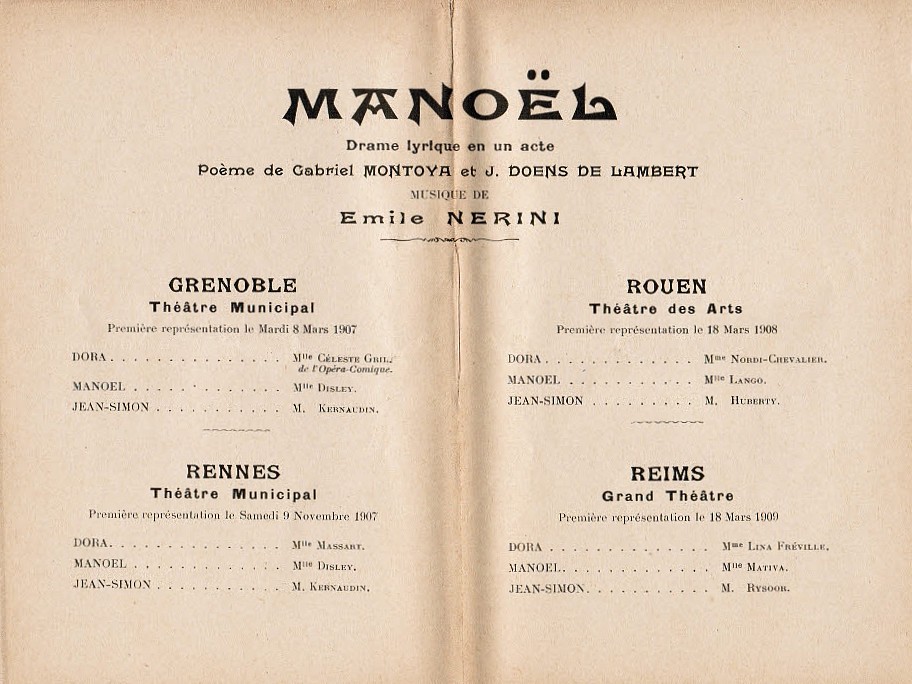 MANOËL
Drame lyrique en un acte
Poème de Gabriel MONTOYA et J. DOENS DE LAMBERT
MUSIQUE DE
Emile NERINI
GRENOBLE
Théâtre Municipal
Première représentation le Mardi 8 Mars 1907
DORA . . . . . . . . . . . . . . Mlle CÉLESTE GRIL,
de l'Opéra-Comique.
MANOEL . . . . . . . . . . . . Mlle DISLEY.
JEAN-SIMON . . . . . . . . . . M. KERNAUDIN.
RENNES
Théâtre Municipal
Première représentation le Samedi 9 Novembre 1907
DORA. . . . . . . . . . . . . . Mlle MASSART.
MANOEL . . . . . . . . . . . . Mlle DISLEY.
JEAN-SIMON . . . . . . . . . . M. KERNAUDIN.
ROUEN
Théâtre des Arts
Première représentation le 18 Mars 1908
DORA . . . . . . . . . . . . Mme NORDI-CHEVALIER.
MANOEL . . . . . . . . . . Mlle LANGO.
JEAN-SIMON . . . . . . . . . M. HUBERTY.
REIMS
Grand Théâtre
Première représentation le 18 Mars 1909
DORA . . . . . . . . . . . . . Mme LINA FRÉVILLE.
MANOEL. . . . . . . . . . . . Mlle MATIVA.
JEAN-SIMON. . . . . . . . . . M. RYSOOR.